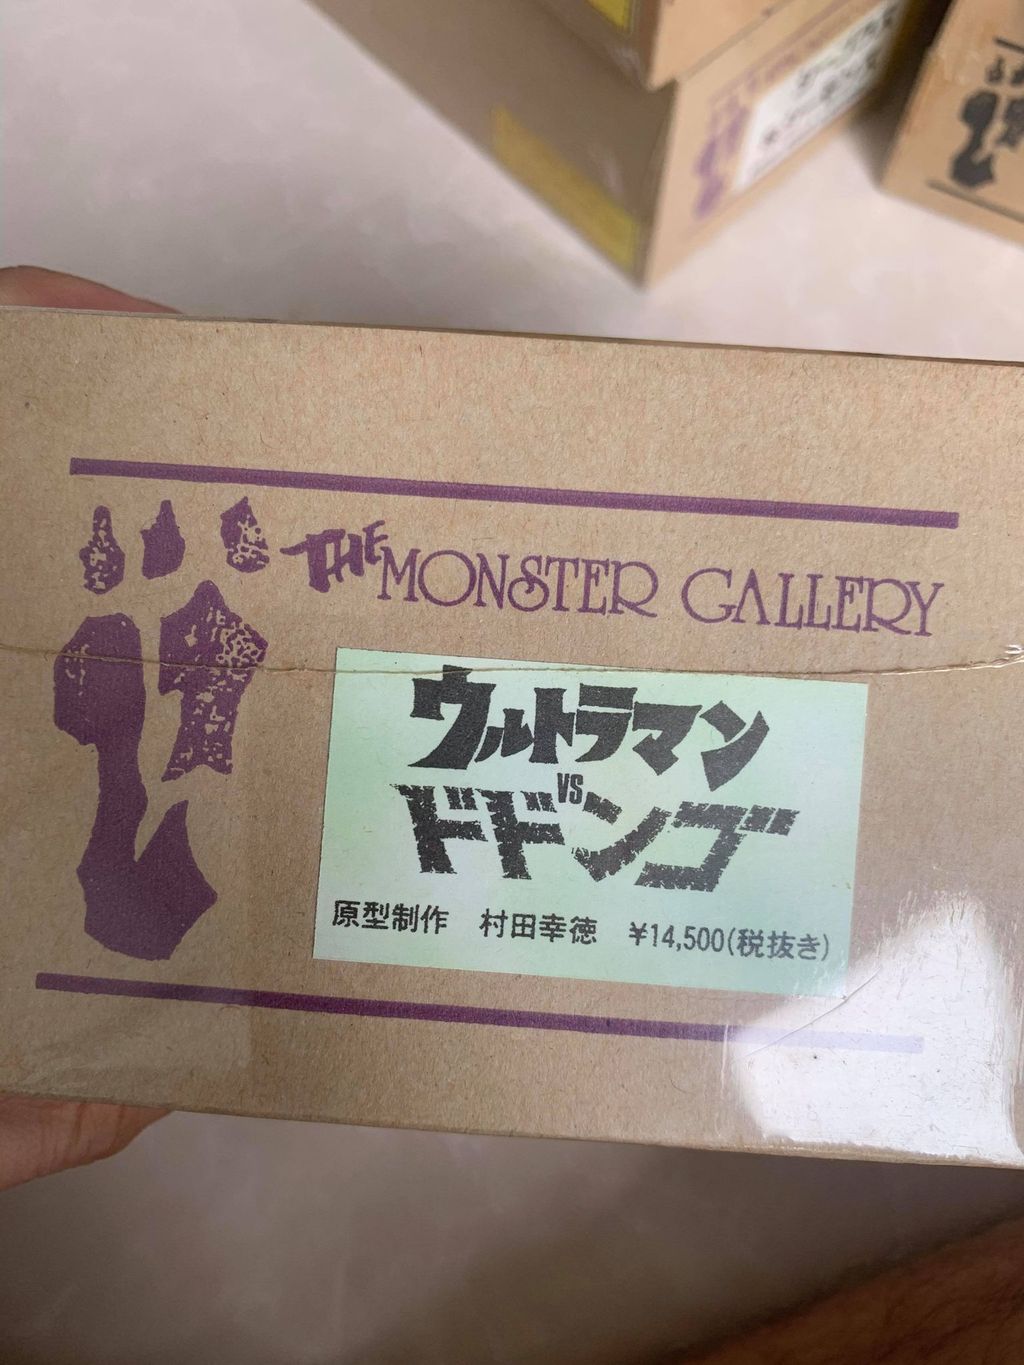 THE MONSTER GALLERY
ウルトラマン
VS
ドドンゴ
原型制作 村田幸徳 ¥14,500(税抜き)